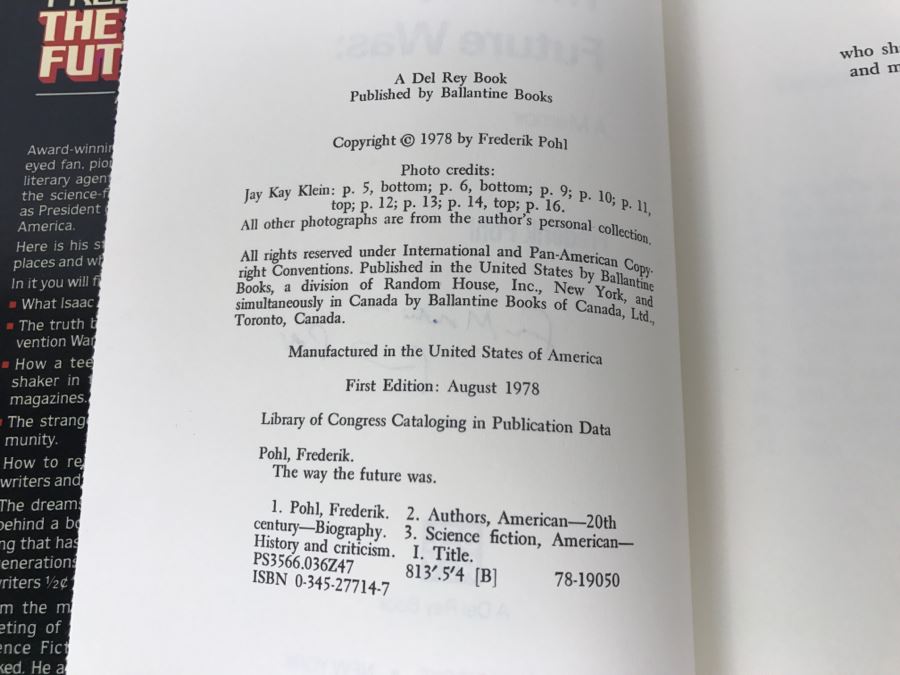 THE
FUT
Award-winnin
eyed fan, pio
literary agen
the science-f
as President
America.
Here is his s
places and w
In it you will f
What Isaac
The truth b
vention Wa
How a tee
shaker in
magazines.
The strang
munity.
How to re
writers and
The dream
behind a bo
ng that has
enerations
riters ½¢
m the m
eting of
ence Fict
ked. He a
A Del Rey Book
Published by Ballantine Books
Copyright © 1978 by Frederik Pohl
Photo credits:
Jay Kay Klein: p. 5, bottom; p. 6, bottom; p. 9; p. 10; p. 11,
top; p. 12; p. 13; p. 14, top; p. 16.
All other photographs are from the author's personal collection.
All rights reserved under International and Pan-American Copy-
right Conventions. Published in the United States by Ballantine
Books, a division of Random House, Inc., New York, and
simultaneously in Canada by Ballantine Books of Canada, Ltd.,
Toronto, Canada.
Manufactured in the United States of America
First Edition: August 1978
Library of Congress Cataloging in Publication Data
Pohl, Frederik.
The way the future was.
1. Pohl, Frederik. 2. Authors, American—20th
century—Biography. 3. Science fiction, American—
History and criticism. I. Title.
PS3566.036Z47 813'.5'4 [B] 78-19050
ISBN 0-345-27714-7
who sh
and m